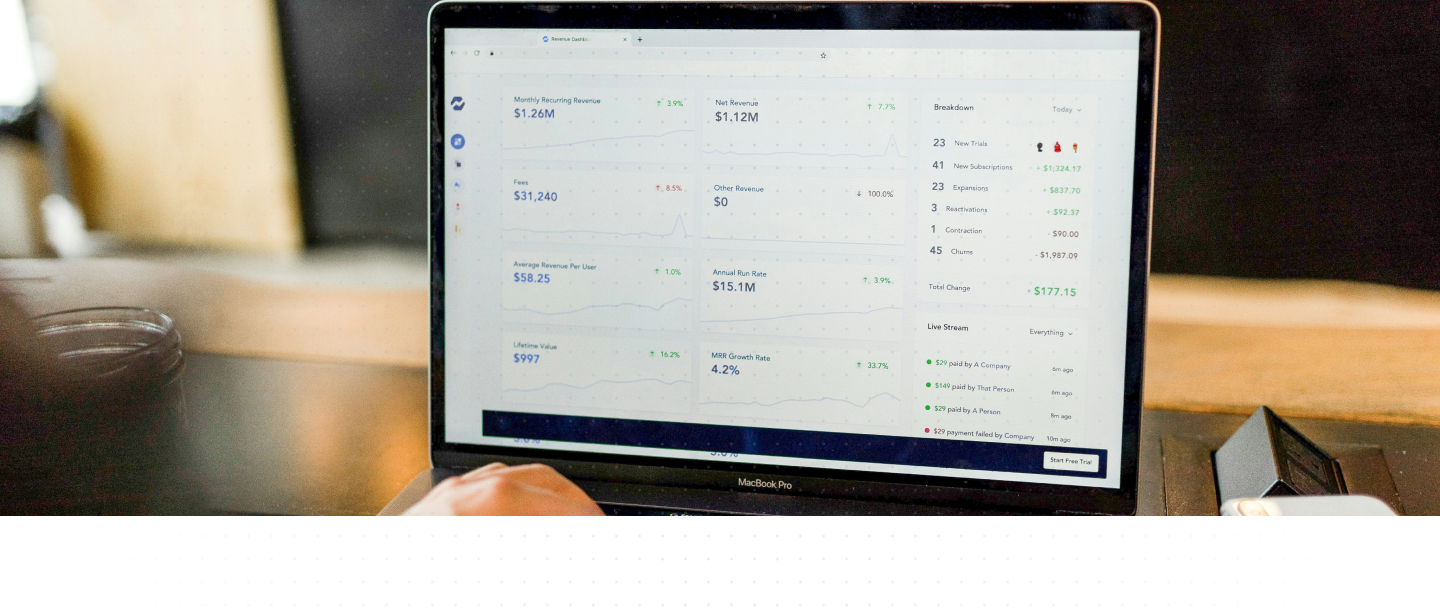 Revenue Dashbo
Monthly Recurring Revenue
↑ 3.9%
$1.26M
Net Revenue
↑ 7.7%
$1.12M
Fees
↑ 8.5%
$31,240
Other Revenue
↓ 100.0%
$0
Average Revenue Per User
↑ 1.0%
$58.25
Annual Run Rate
↑ 3.9%
$15.1M
Lifetime Value
↑ 16.2%
$997
MRR Growth Rate
↑ 33.7%
4.2%
Breakdown
Today
23 New Trials
41 New Subscriptions + $1,324.17
23 Expansions + $837.70
3 Reactivations + $92.37
1 Contraction - $90.00
45 Churns - $1,987.09
Total Change + $177.15
Live Stream
Everything
$29 paid by A Company 6m ago
$149 paid by That Person 6m ago
$29 paid by A Person 8m ago
$29 payment failed by Company 10m ago
Start Free Trial
MacBook Pro